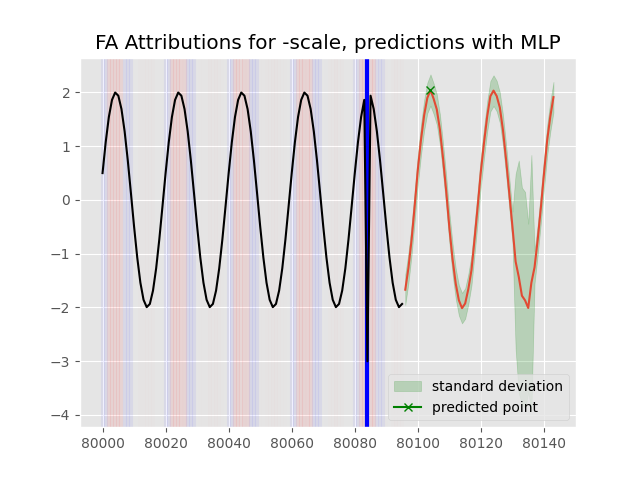 FA Attributions for -scale, predictions with MLP
2
1
0
−1
−2
−3
−4
standard deviation
predicted point
80000 80020 80040 80060 80080 80100 80120 80140